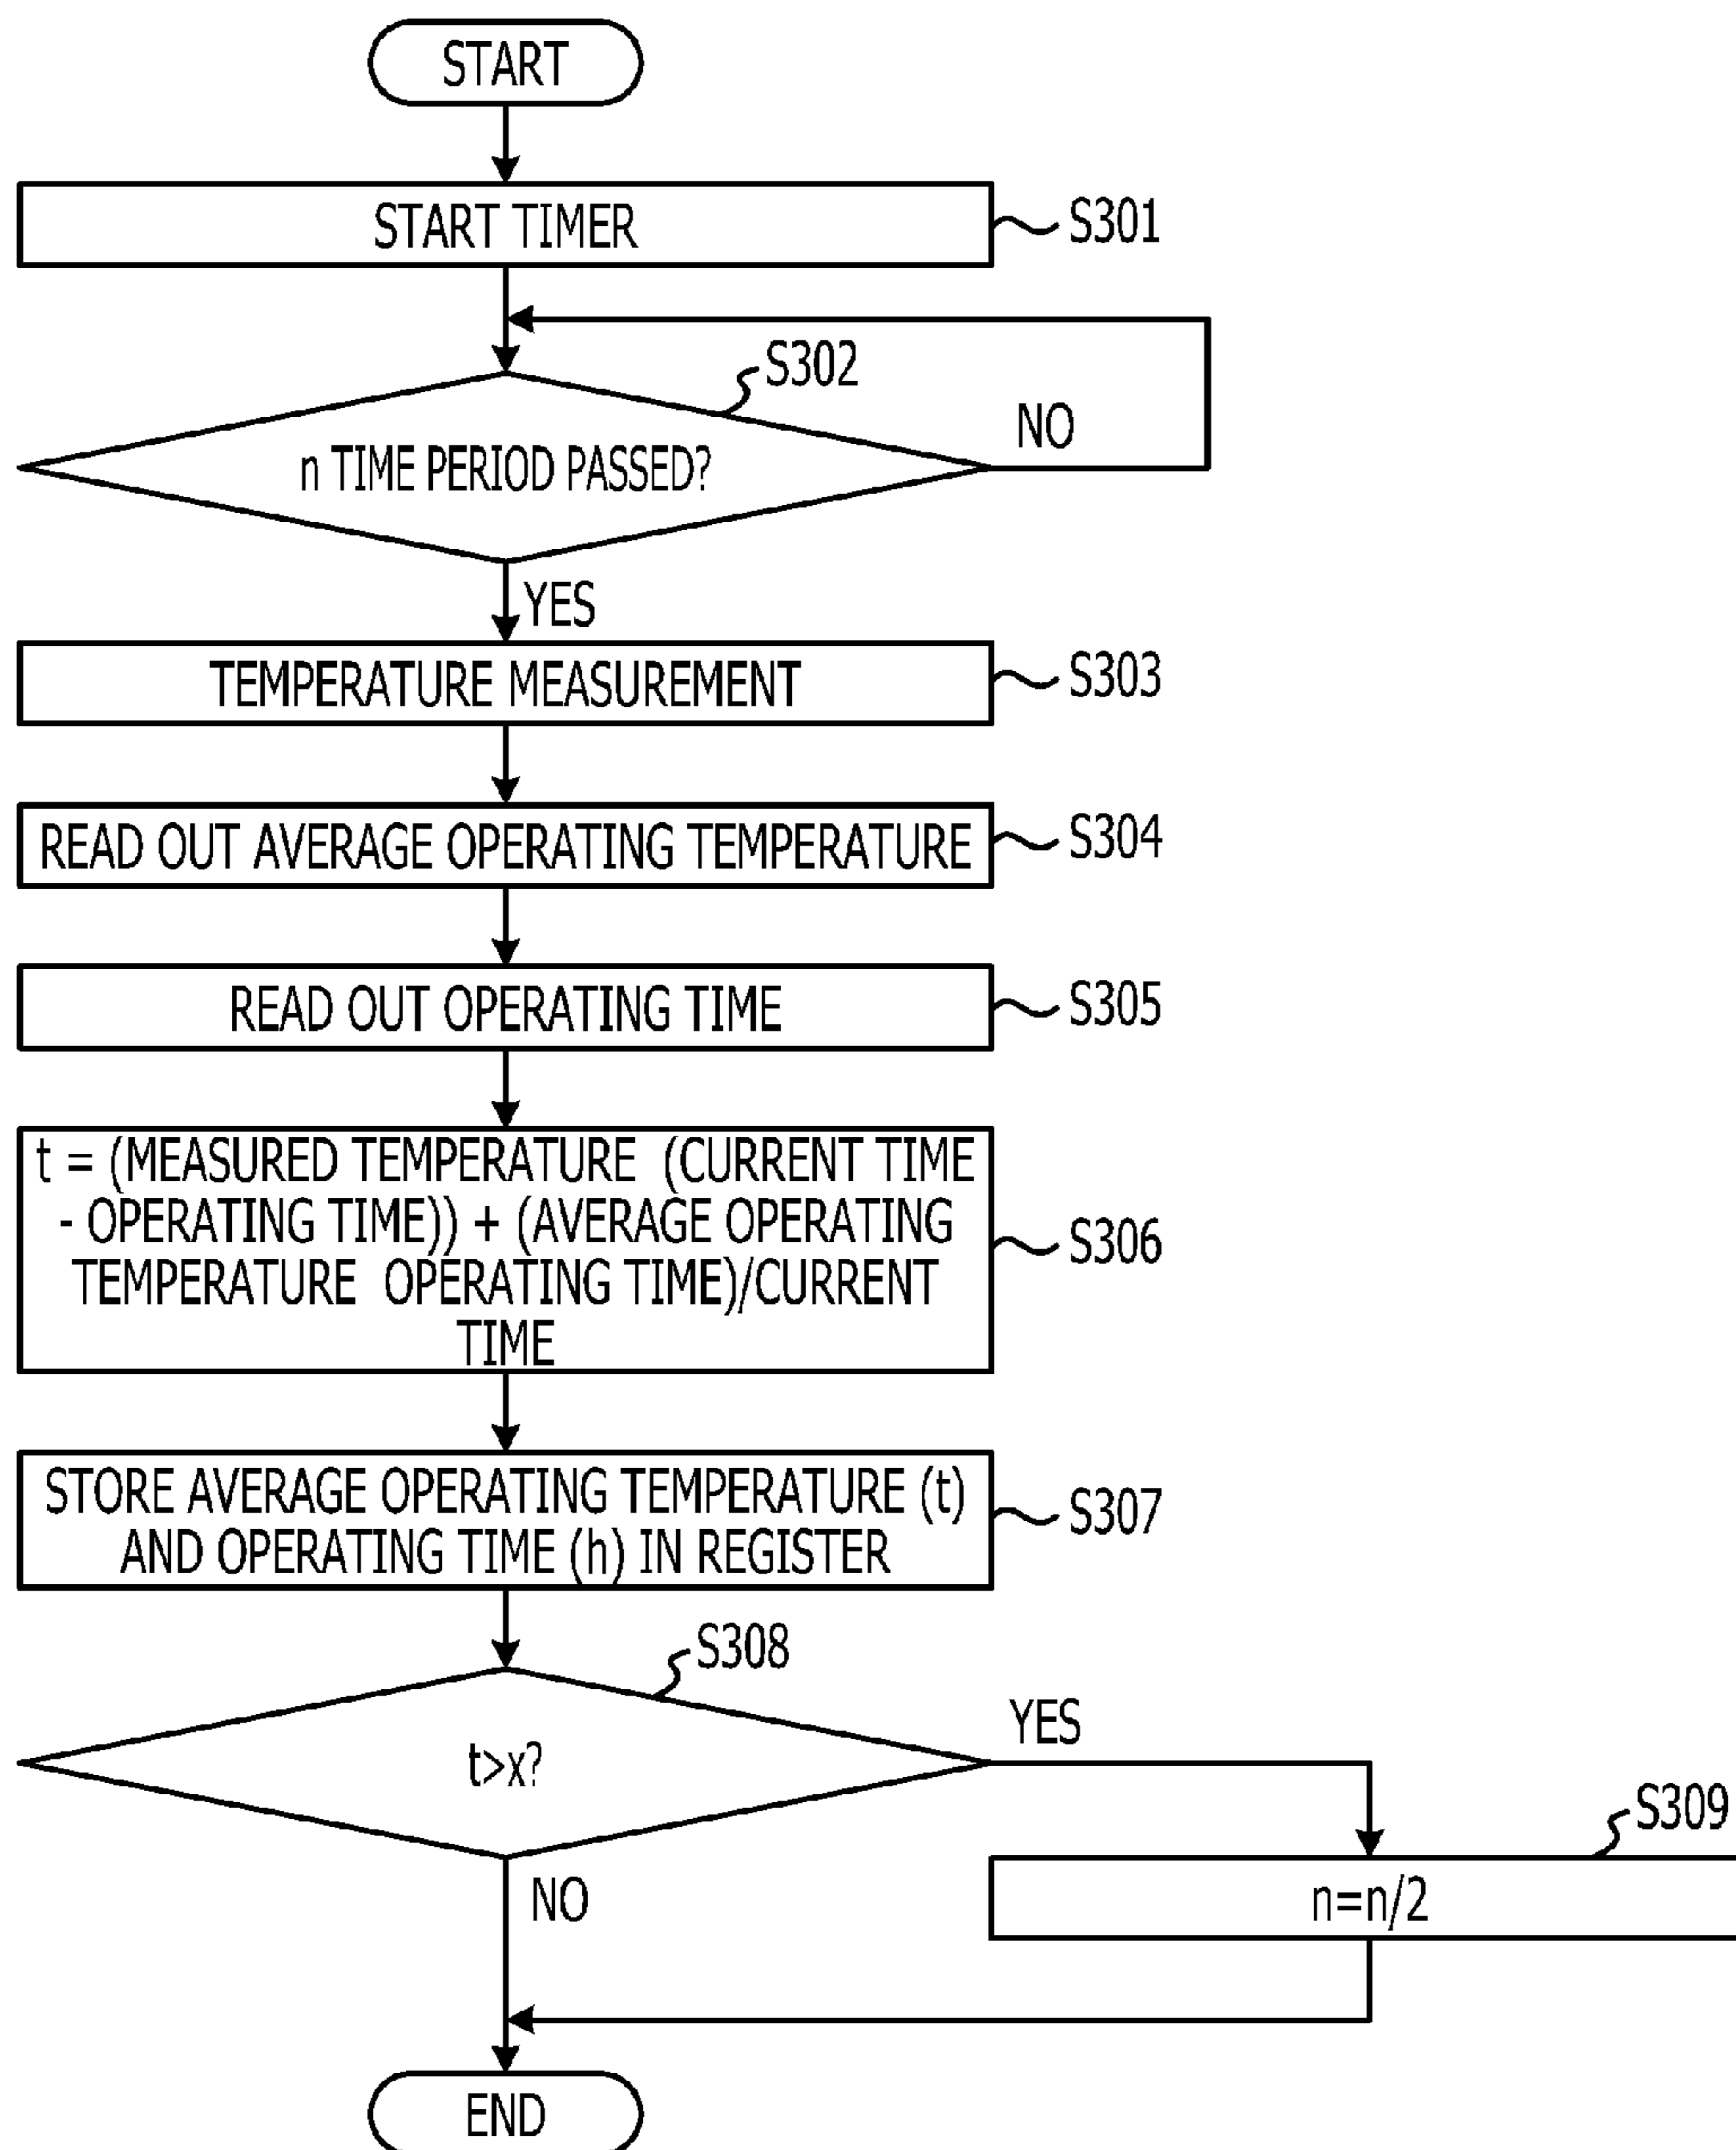 START
START TIMER
S301
S302
n TIME PERIOD PASSED?
NO
YES
TEMPERATURE MEASUREMENT
S303
READ OUT AVERAGE OPERATING TEMPERATURE
S304
READ OUT OPERATING TIME
S305
t = (MEASURED TEMPERATURE (CURRENT TIME
- OPERATING TIME)) + (AVERAGE OPERATING
TEMPERATURE OPERATING TIME)/CURRENT
TIME
S306
STORE AVERAGE OPERATING TEMPERATURE (t)
AND OPERATING TIME (h) IN REGISTER
S307
S308
t>x?
YES
S309
n=n/2
NO
END